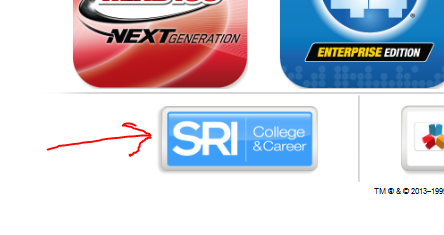 NEXT GENERATION
ENTERPRISE EDITION
SRI College
& Career
TM ® & © 2013–199